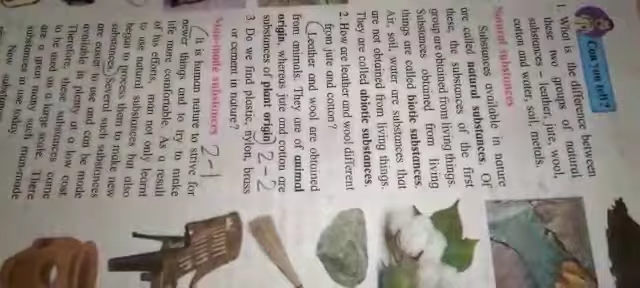 Can you tell?
1. What is the difference between
these two groups of natural
substances – leather, jute, wool,
cotton and water, soil, metals.
Natural substances
Substances available in nature
are called natural substances. Of
these, the substances of the first
group are obtained from living things.
Substances obtained from living
things are called biotic substances.
Air, soil, water are substances that
are not obtained from living things.
They are called abiotic substances.
2. How are leather and wool different
from jute and cotton?
(Leather and wool are obtained
from animals. They are of animal
origin, whereas jute and cotton are
substances of plant origin) 2-2
3. Do we find plastic, nylon, brass
or cement in nature?
Man-made substances 2-1
(It is human nature to strive for
newer things and to try to make
life more comfortable. As a result
of his efforts, man not only learnt
to use natural substances but also
began to process them to make new
substances.) Several such substances
are easier to use and can be made
available in plenty at a low cost.
Therefore, these substances come
to be used on a large scale. There
are a great many such man-made
substances in use today.
New substances